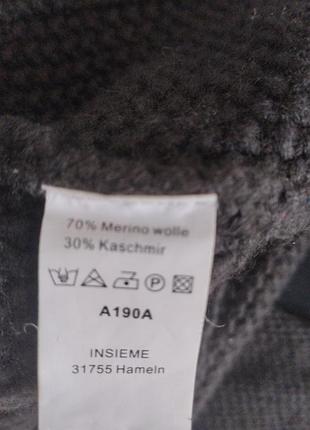 70% Merino wolle
30% Kaschmir
P
A190A
INSIEME
31755 Hameln